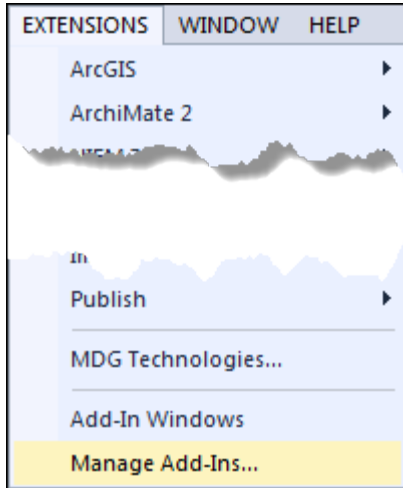 EXTENSIONS WINDOW HELP
ArcGIS
ArchiMate 2
Publish
MDG Technologies...
Add-In Windows
Manage Add-Ins...